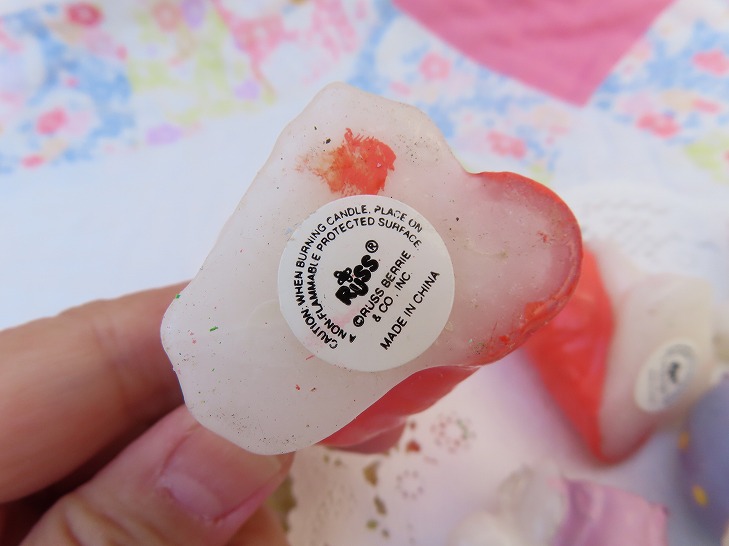 CAUTION: WHEN BURNING CANDLE, PLACE ON
A NON-FLAMMABLE PROTECTED SURFACE.
RUSS®
©RUSS BERRIE
& CO., INC.
MADE IN CHINA